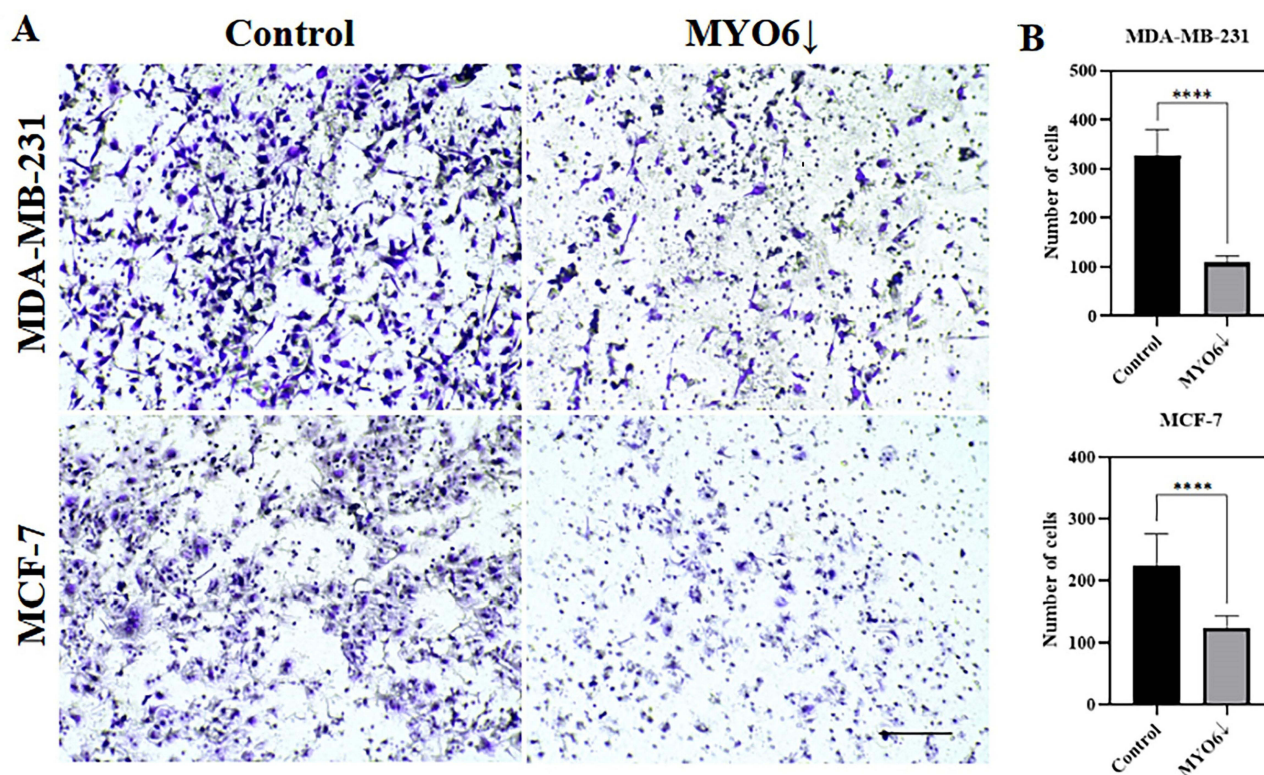 A
Control
MYO6↓
MDA-MB-231
MCF-7
B
MDA-MB-231
500
400
300
200
100
0
Number of cells
****
Control
MYO6↓
MCF-7
400
300
200
100
0
Number of cells
****
Control
MYO6↓